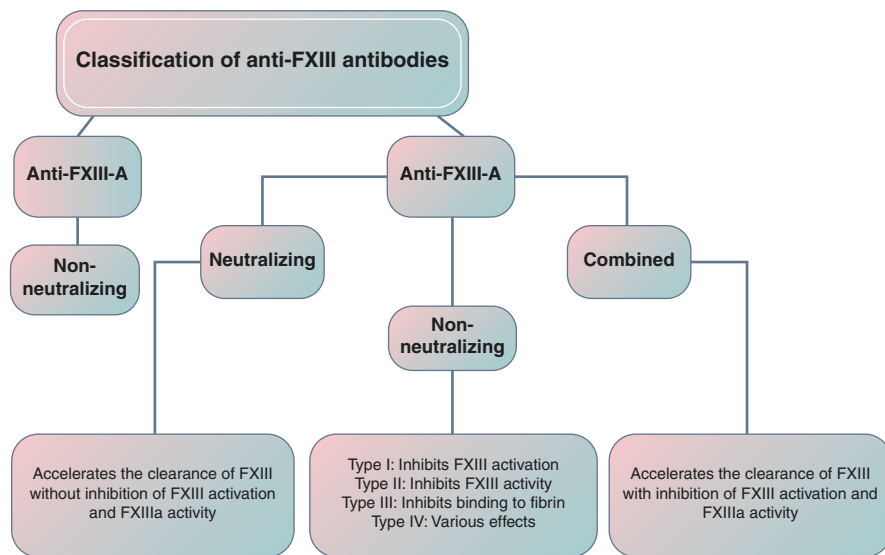 Classification of anti-FXIII antibodies
Anti-FXIII-A
Anti-FXIII-A
Non-
neutralizing
Neutralizing
Combined
Non-
neutralizing
Accelerates the clearance of FXIII
without inhibition of FXIII activation
and FXIIIa activity
Type I: Inhibits FXIII activation
Type II: Inhibits FXIII activity
Type III: Inhibits binding to fibrin
Type IV: Various effects
Accelerates the clearance of FXIII
with inhibition of FXIII activation and
FXIIIa activity